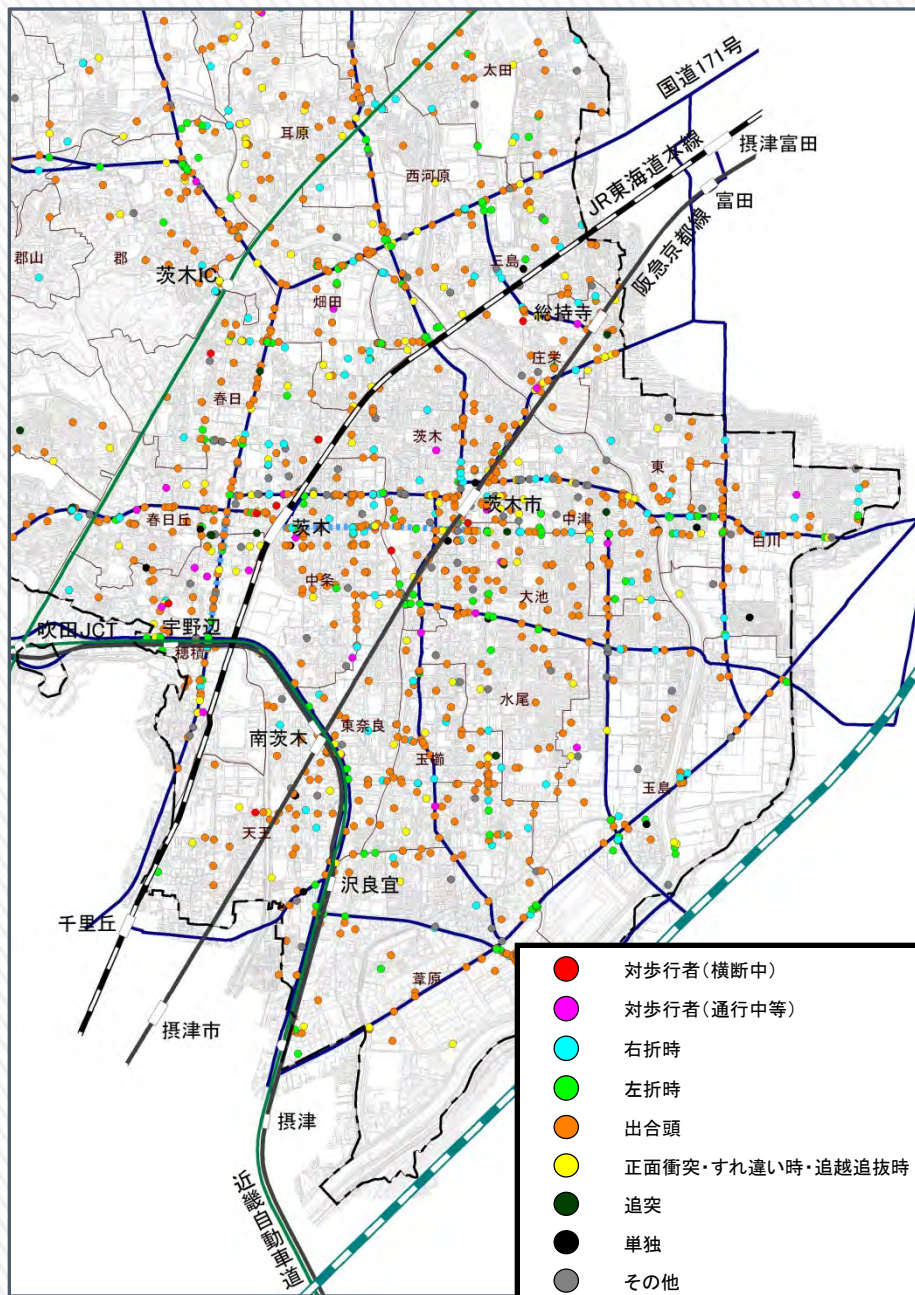 国道171号
太田
摂津富田
耳原
JR東海道本線
西河原
富田
阪急京都線
郡山
郡
三島
茨木IC
畑田
総持寺
庄栄
春日
茨木
東
茨木市
春日丘
茨木
中津
白川
中条
大池
吹田JCT
宇野辺
穂積
水尾
南茨木
東奈良
玉櫛
玉島
天王
沢良宜
千里丘
葦原
摂津市
摂津
近畿自動車道
対歩行者(横断中)
対歩行者(通行中等)
右折時
左折時
出合頭
正面衝突・すれ違い時・追越追抜時
追突
単独
その他